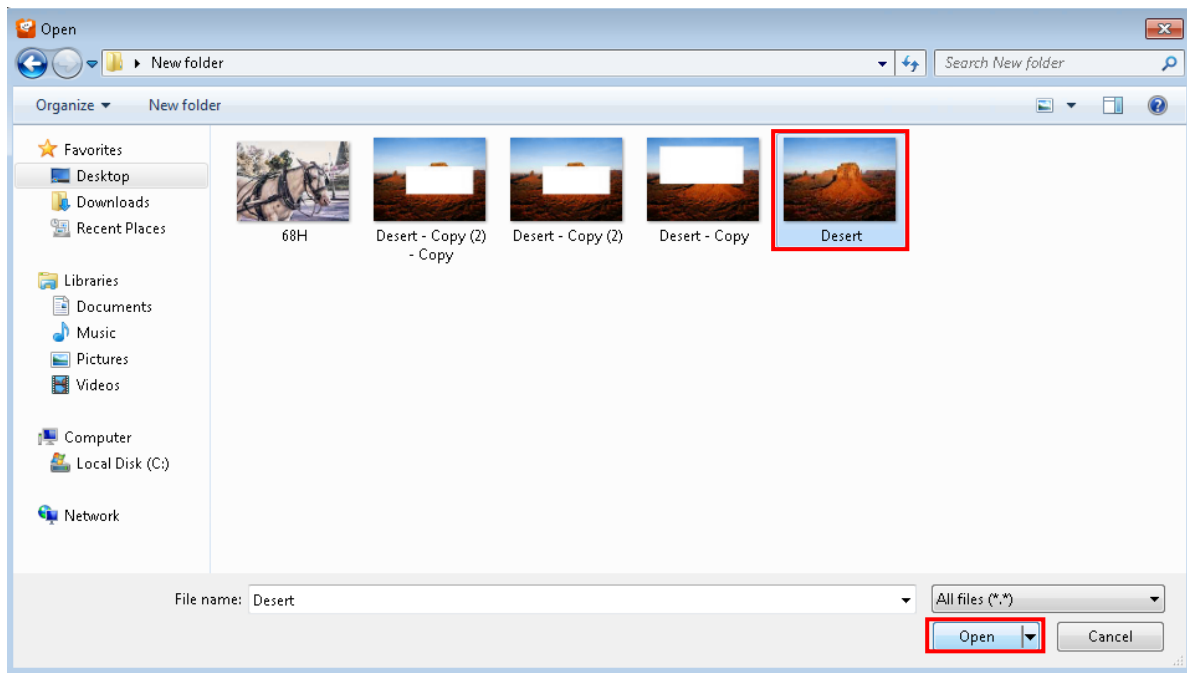 Open
New folder
Search New folder
Organize
New folder
Favorites
Desktop
Downloads
Recent Places
Libraries
Documents
Music
Pictures
Videos
Computer
Local Disk (C:)
Network
68H
Desert - Copy (2)
- Copy
Desert - Copy (2)
Desert - Copy
Desert
File name: Desert
All files (*.*)
Open
Cancel